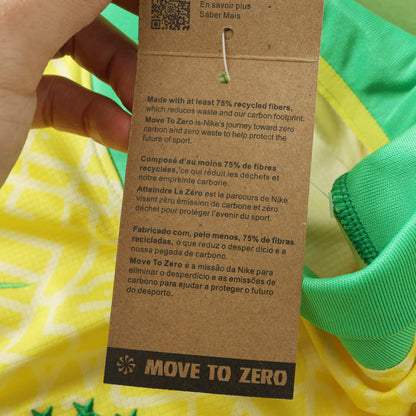 En savoir plus
Saber Mais
Made with at least 75% recycled fibers,
which reduces waste and our carbon footprint.
Move To Zero is Nike's journey toward zero
carbon and zero waste to help protect the
future of sport.
Composé d'au moins 75% de fibres
recyclées, ce qui réduit les déchets et
notre empreinte carbone.
Atteindre Le Zéro est le parcours de Nike
visant zéro émission de carbone et zéro
déchet pour protéger l'avenir du sport.
Fabricado com, pelo menos, 75% de fibras
recicladas, o que reduz o desperdício e a
nossa pegada de carbono.
Move To Zero é a missão da Nike para
eliminar o desperdício e as emissões de
carbono para ajudar a proteger o futuro
do desporto.
MOVE TO ZERO